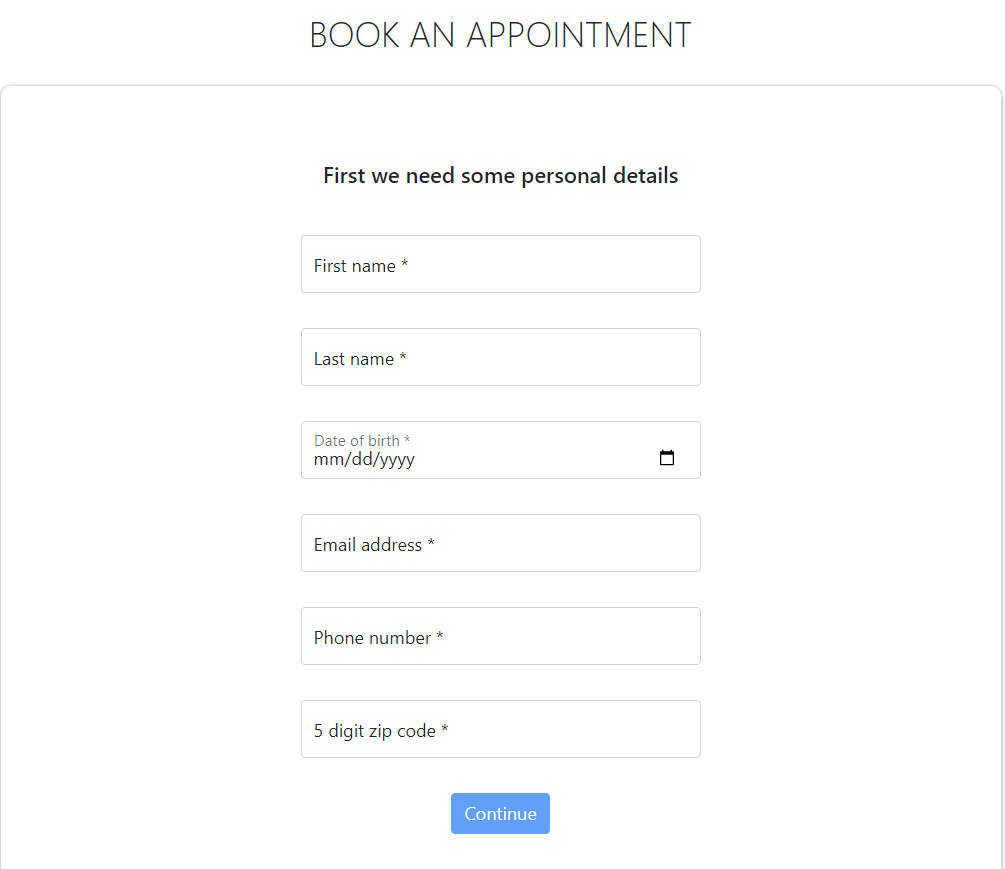 BOOK AN APPOINTMENT
First we need some personal details
First name *
Last name *
Date of birth *
mm/dd/yyyy
Email address *
Phone number *
5 digit zip code *
Continue